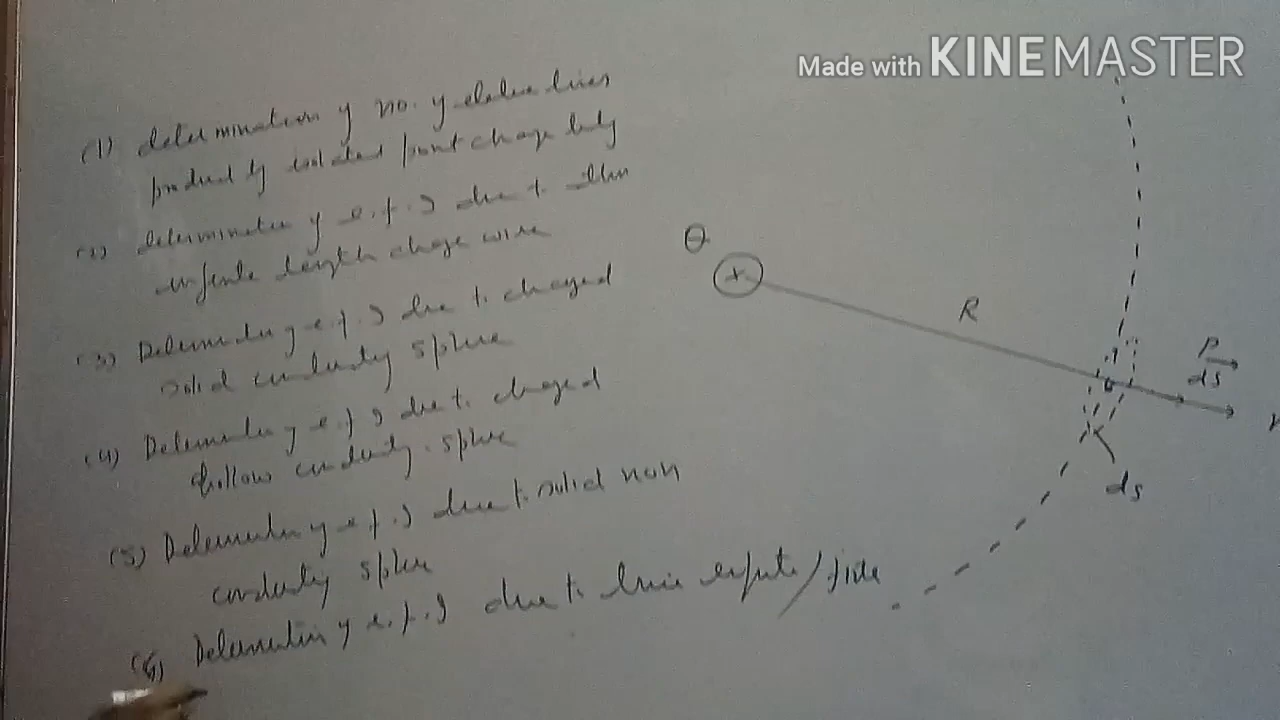 Made with KINEMASTER
(1) determination of no. of electric lines
produced by isolated point charge body
(2) determination of e.f.I due to thin
infinite length charge wire
(3) Determination of e.f.I due to charged
solid conducting sphere
(4) Determination of e.f.I due to charged
hollow conducting sphere
(5) Determination of e.f.I due to solid non
conducting sphere
(6) Determination of e.f.I due to
θ
+
R
P
ds
ds